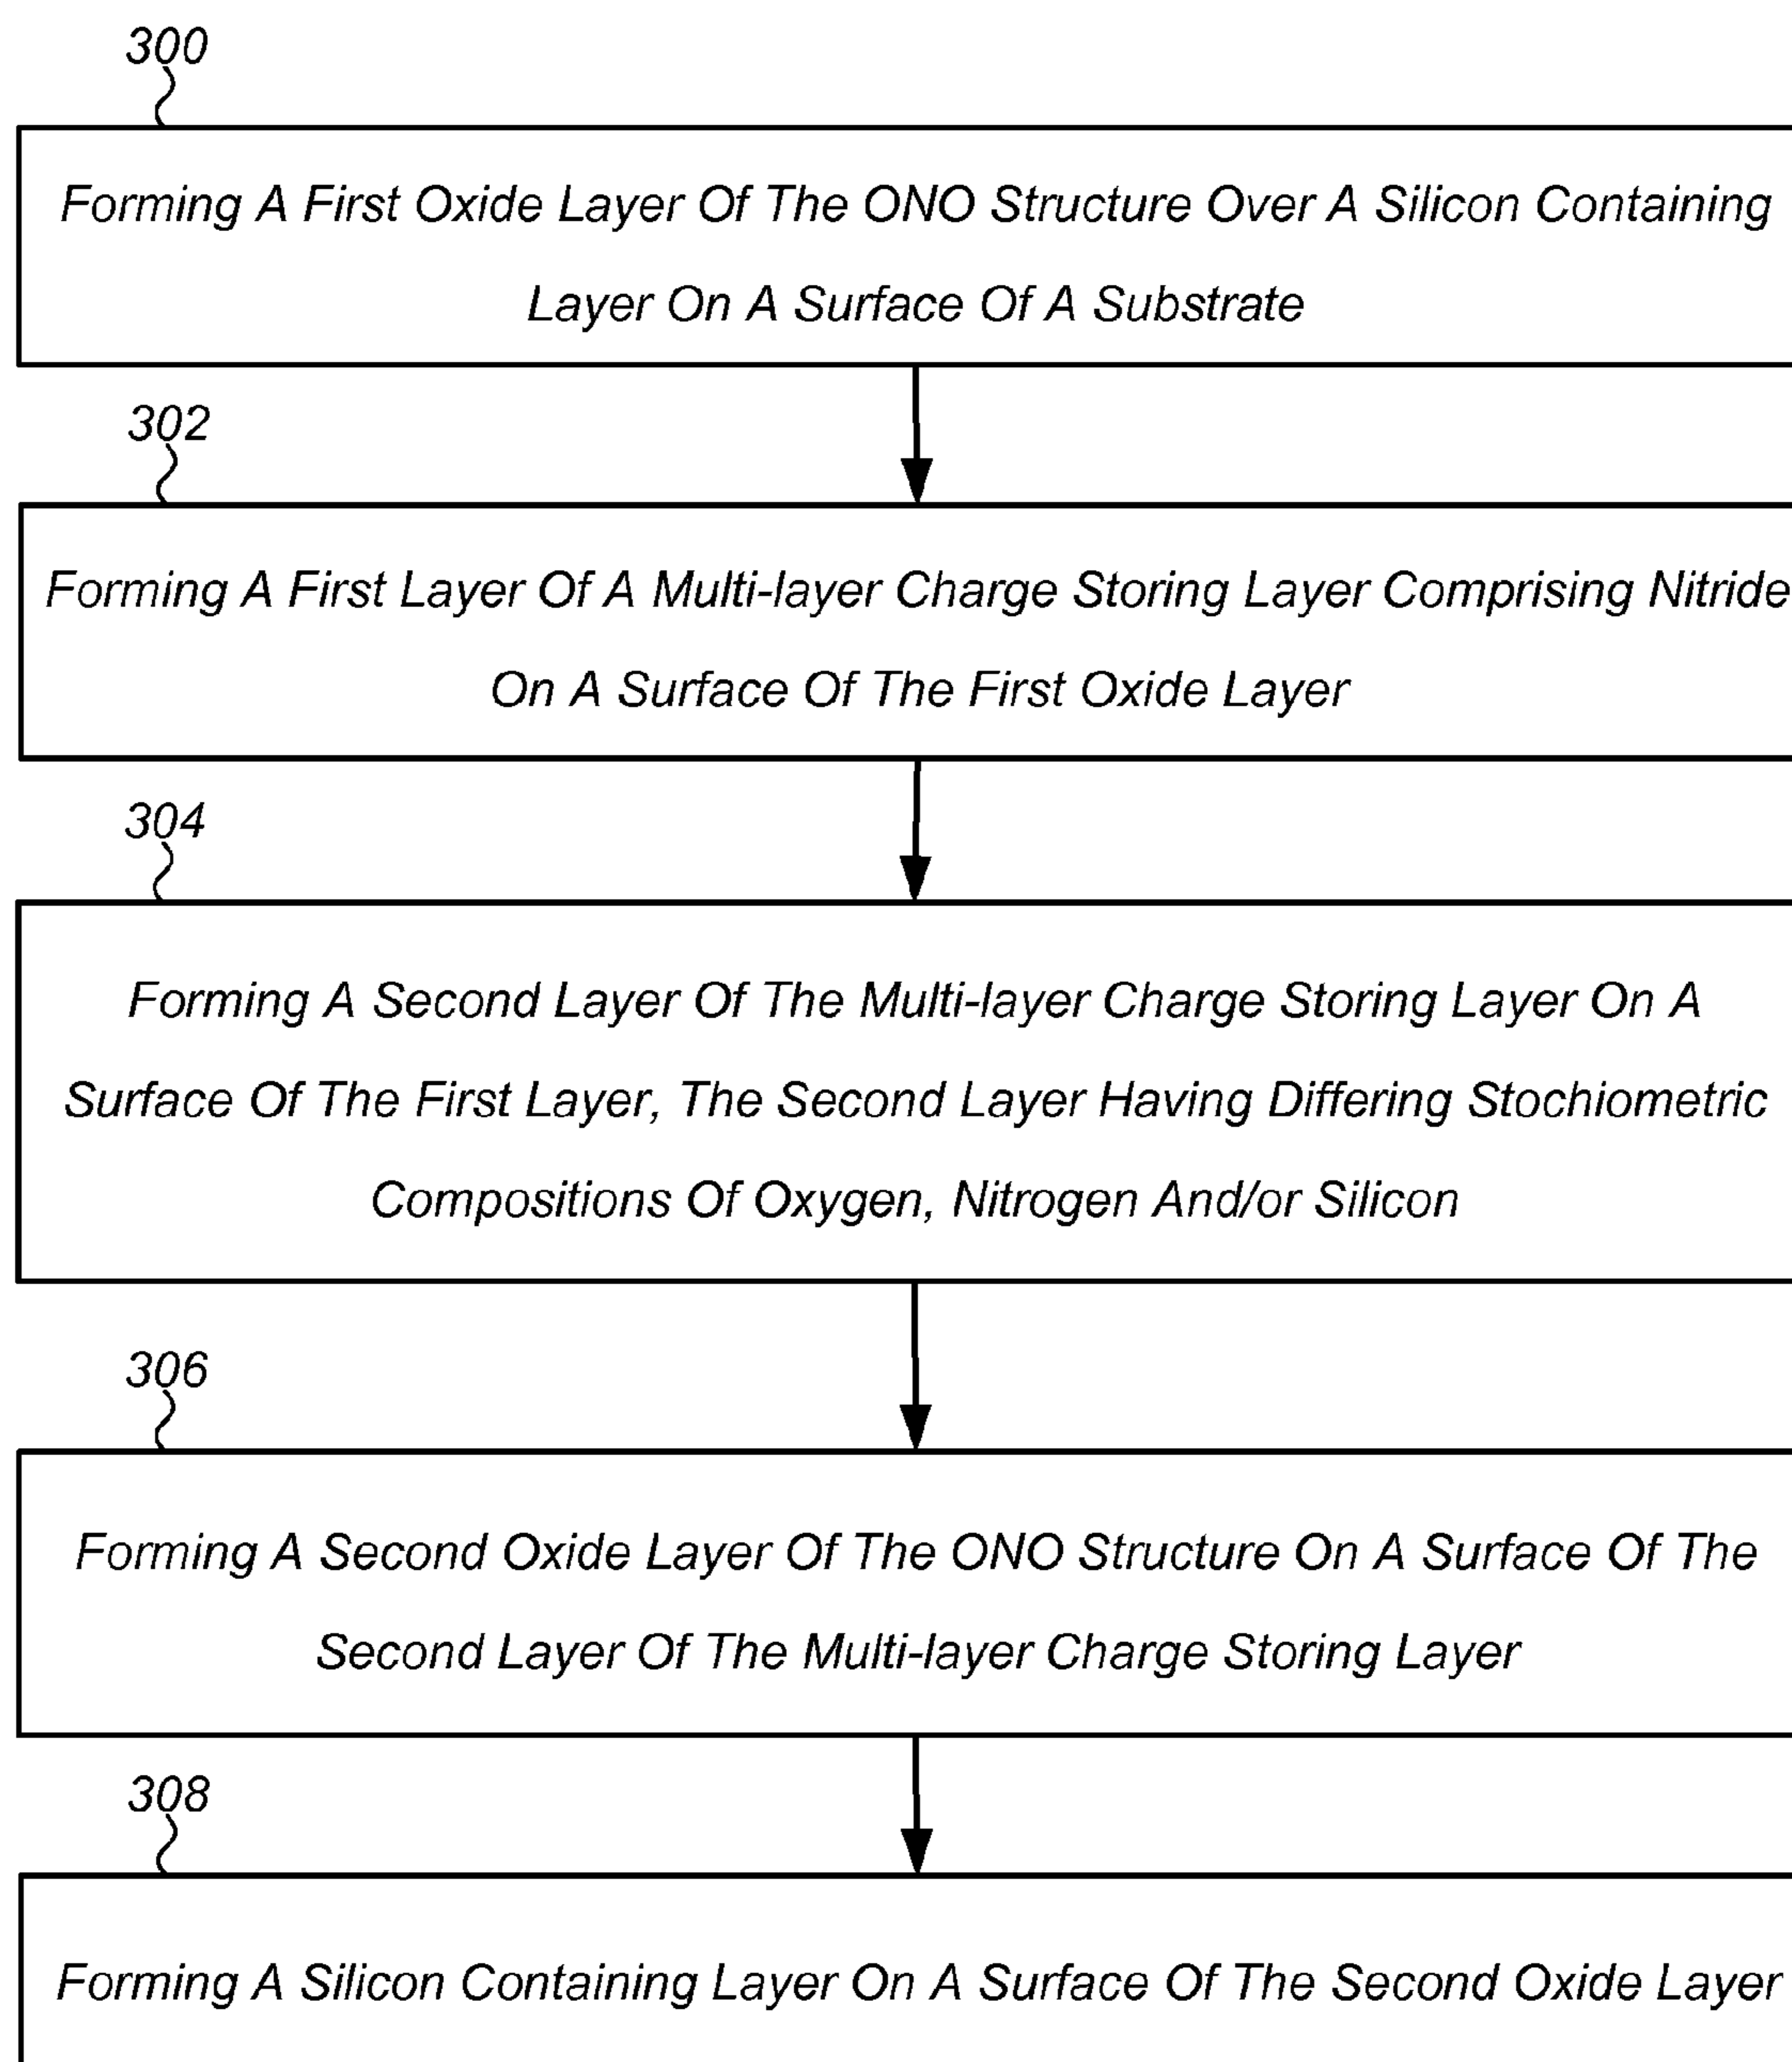 300
Forming A First Oxide Layer Of The ONO Structure Over A Silicon Containing
Layer On A Surface Of A Substrate
302
Forming A First Layer Of A Multi-layer Charge Storing Layer Comprising Nitride
On A Surface Of The First Oxide Layer
304
Forming A Second Layer Of The Multi-layer Charge Storing Layer On A
Surface Of The First Layer, The Second Layer Having Differing Stochiometric
Compositions Of Oxygen, Nitrogen And/or Silicon
306
Forming A Second Oxide Layer Of The ONO Structure On A Surface Of The
Second Layer Of The Multi-layer Charge Storing Layer
308
Forming A Silicon Containing Layer On A Surface Of The Second Oxide Layer